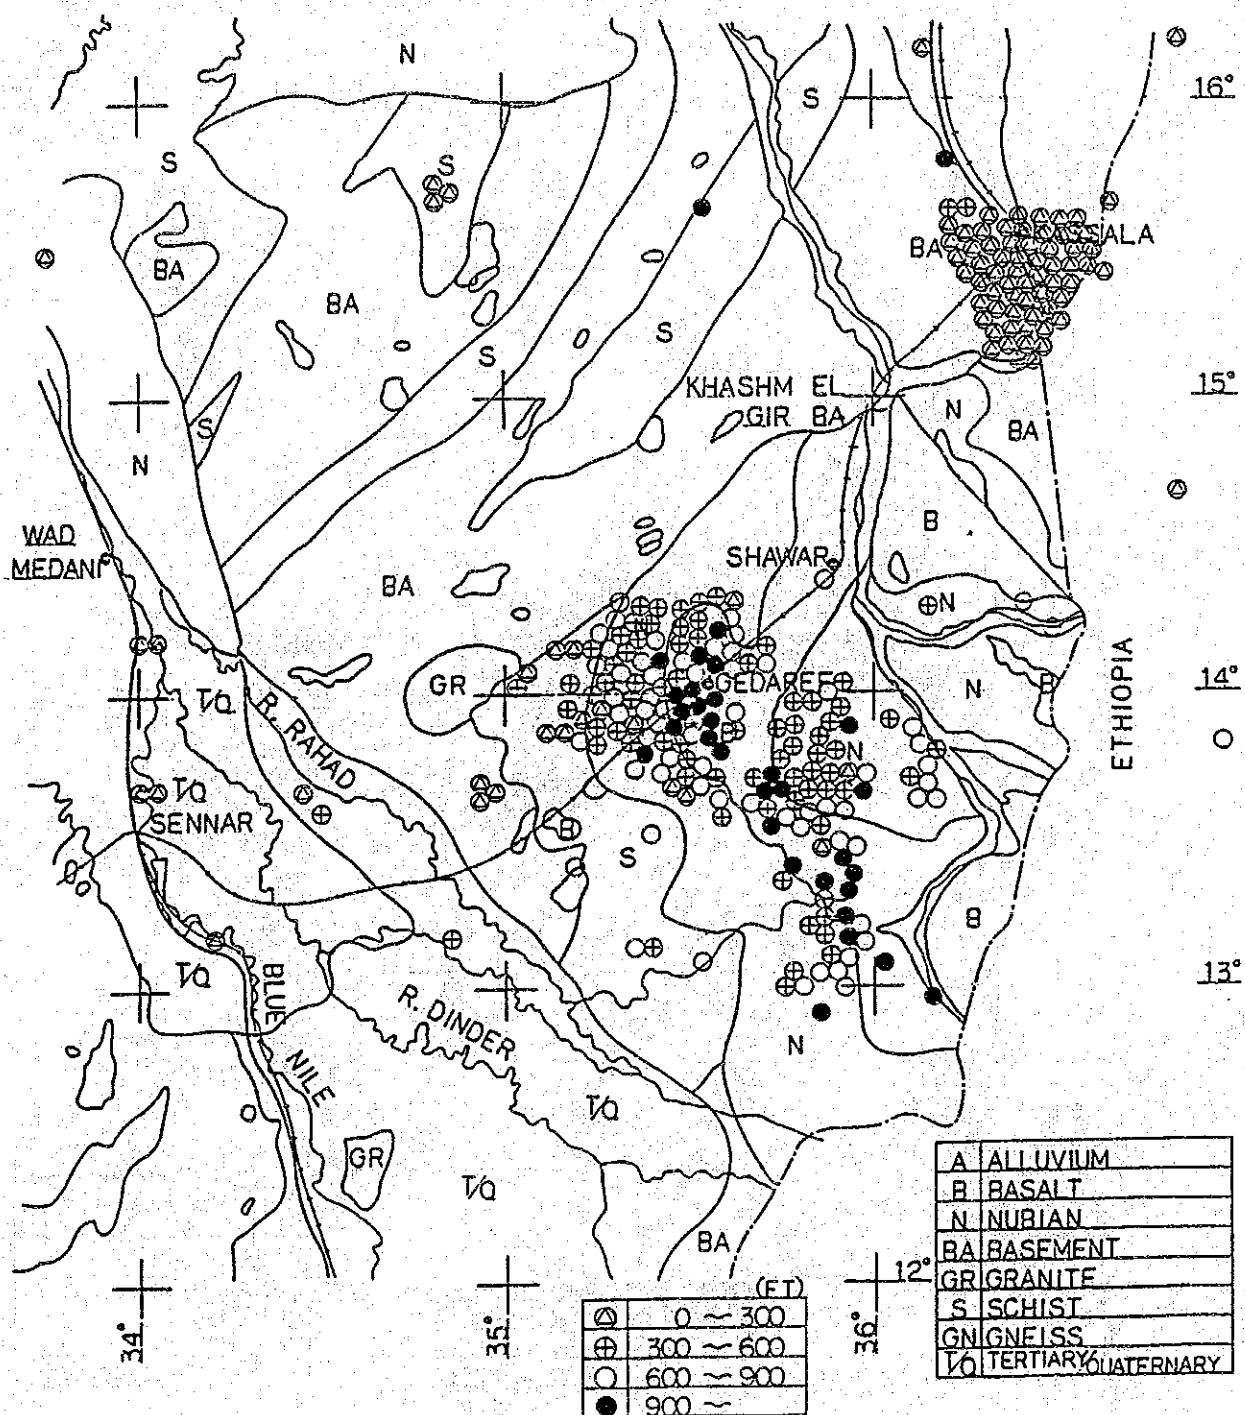 N
S
16°
S
S
BA
BA
KASSALA
BA
S
S
15°
KHASHM EL
GIR BA
S
N
BA
N
B
WAD
MEDANI
SHAWAR
BA
N
ETHIOPIA
GR
GEDAREF
N
B
14°
T/Q
R. RAHAD
N
T/Q
SENNAR
B
S
B
T/Q
BLUE
NILE
R. DINDER
13°
N
T/Q
GR
T/Q
BA
A ALLUVIUM
B BASALT
N NUBIAN
BA BASEMENT
GR GRANITE
S SCHIST
GN GNEISS
T/Q TERTIARY/QUATERNARY
12°
34°
35°
36°
(FT)
0 ~ 300
300 ~ 600
600 ~ 900
900 ~